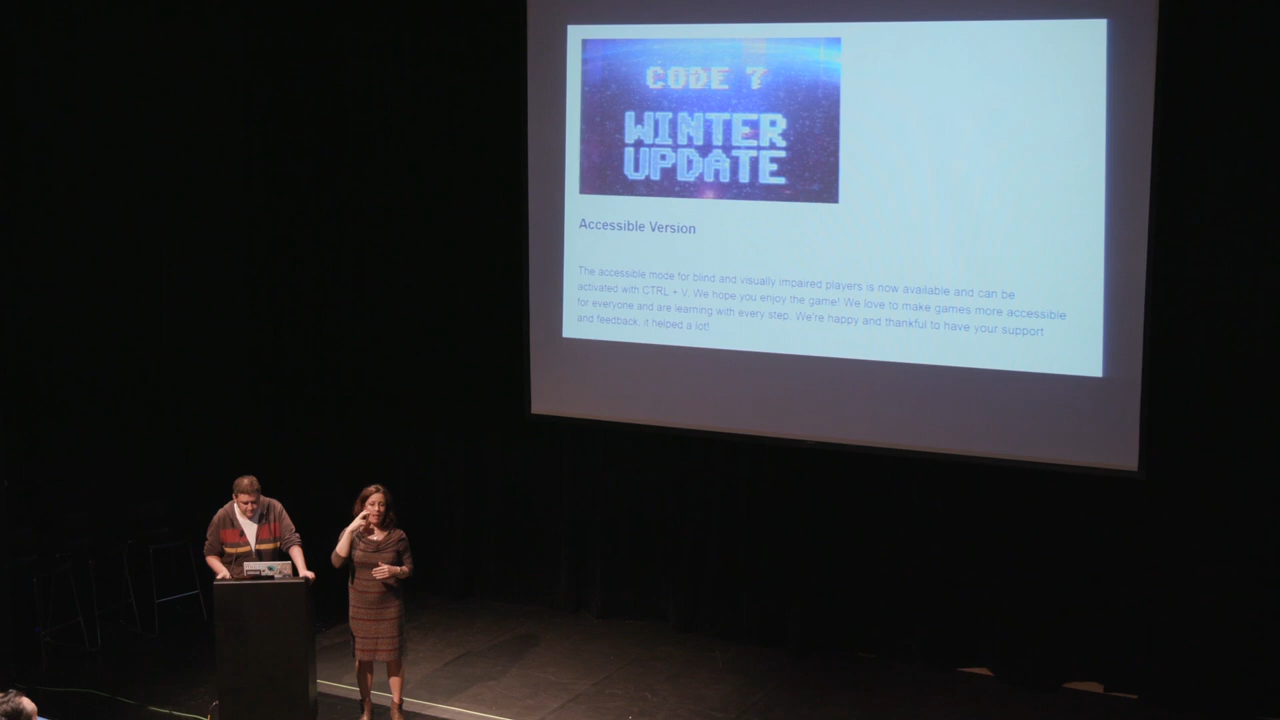 CODE 7
WINTER
UPDATE
Accessible Version
The accessible mode for blind and visually impaired players is now available and can be
activated with CTRL + V. We hope you enjoy the game! We love to make games more accessible
for everyone and are learning with every step. We're happy and thankful to have your support
and feedback, it helped a lot!